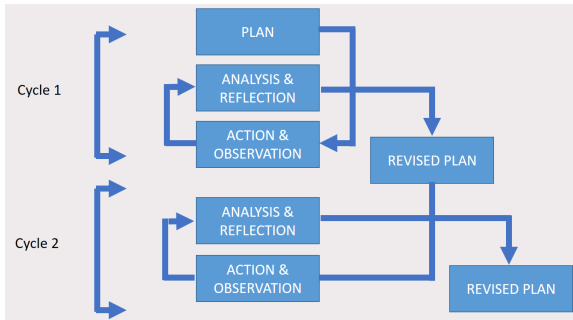 PLAN
Cycle 1
ANALYSIS &
REFLECTION
ACTION &
OBSERVATION
REVISED PLAN
Cycle 2
ANALYSIS &
REFLECTION
ACTION &
OBSERVATION
REVISED PLAN